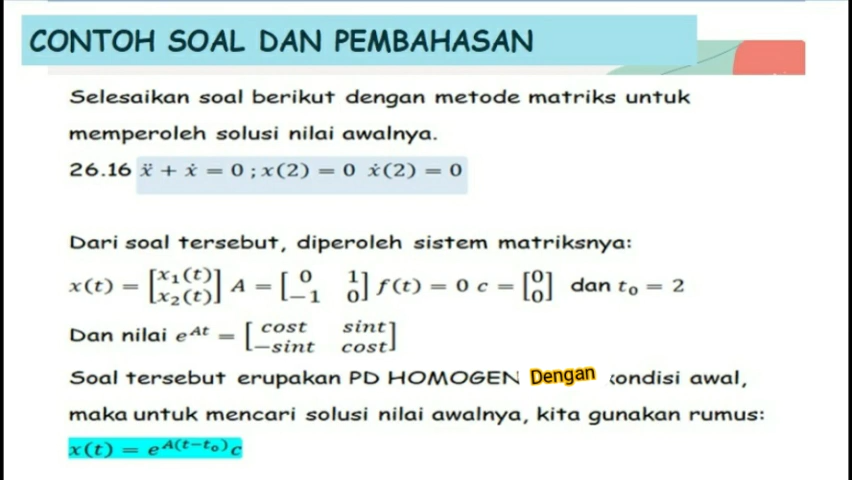 CONTOH SOAL DAN PEMBAHASAN
Selesaikan soal berikut dengan metode matriks untuk
memperoleh solusi nilai awalnya.
26.16 ẍ + ẋ = 0 ; x(2) = 0 ẋ(2) = 0
Dari soal tersebut, diperoleh sistem matriksnya:
x(t) = [x₁(t) x₂(t)] A = [0 1 −1 0] f(t) = 0 c = [0 0] dan t₀ = 2
Dan nilai e^At = [cost sint −sint cost]
Soal tersebut erupakan PD HOMOGEN Dengan kondisi awal,
maka untuk mencari solusi nilai awalnya, kita gunakan rumus:
x(t) = e^A(t−t₀) c